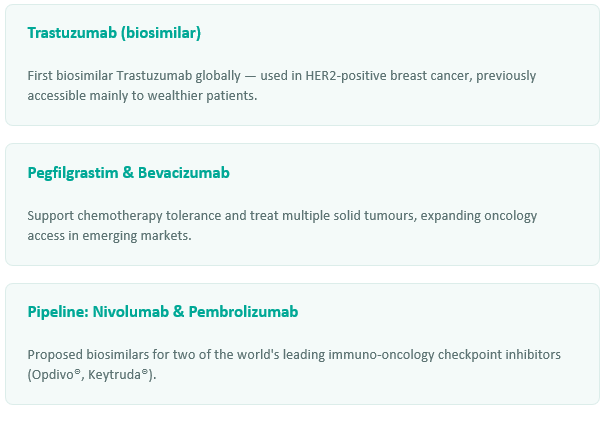 Trastuzumab (biosimilar)
First biosimilar Trastuzumab globally — used in HER2-positive breast cancer, previously
accessible mainly to wealthier patients.
Pegfilgrastim & Bevacizumab
Support chemotherapy tolerance and treat multiple solid tumours, expanding oncology
access in emerging markets.
Pipeline: Nivolumab & Pembrolizumab
Proposed biosimilars for two of the world's leading immuno-oncology checkpoint inhibitors
(Opdivo®, Keytruda®).